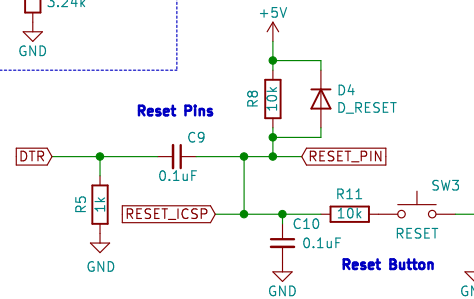 3.24k
GND
+5V
R8
10k
D4
D_RESET
Reset Pins
DTR
C9
0.1uF
RESET_PIN
R5
1k
RESET_ICSP
R11
10k
SW3
RESET
C10
0.1uF
GND
GND
Reset Button